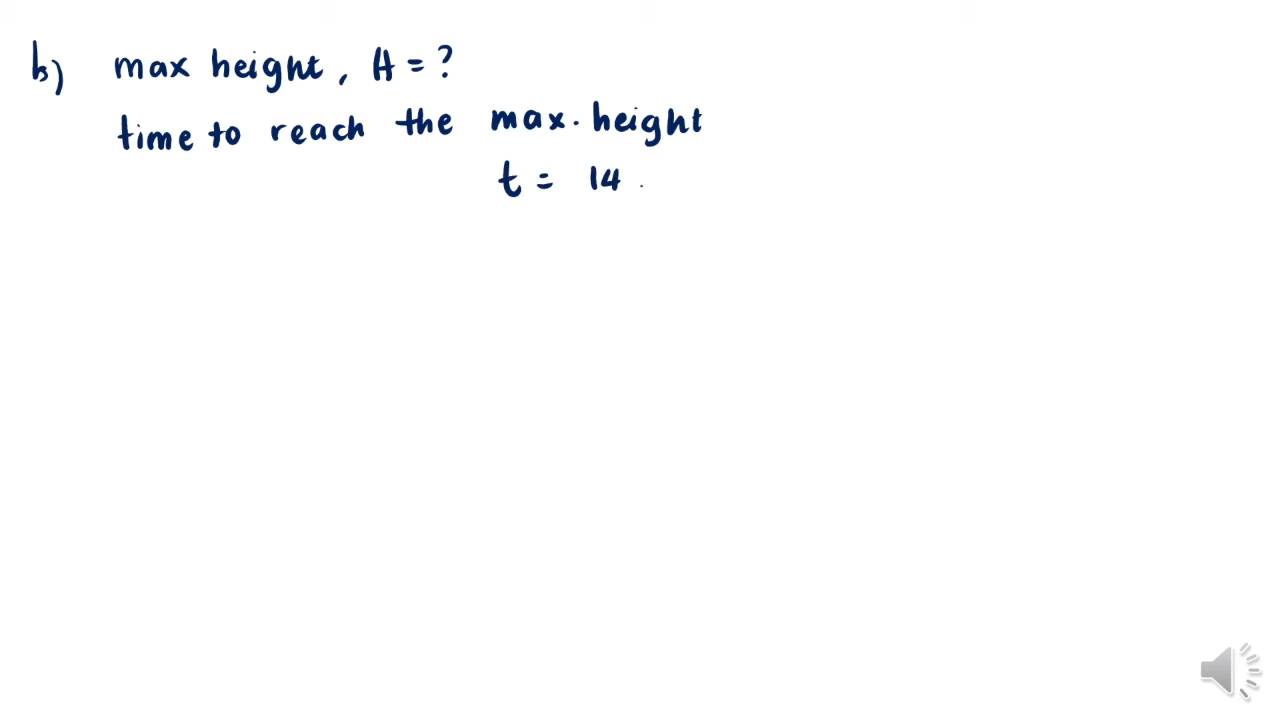 b) max height, H = ?
time to reach the max. height
t = 14.